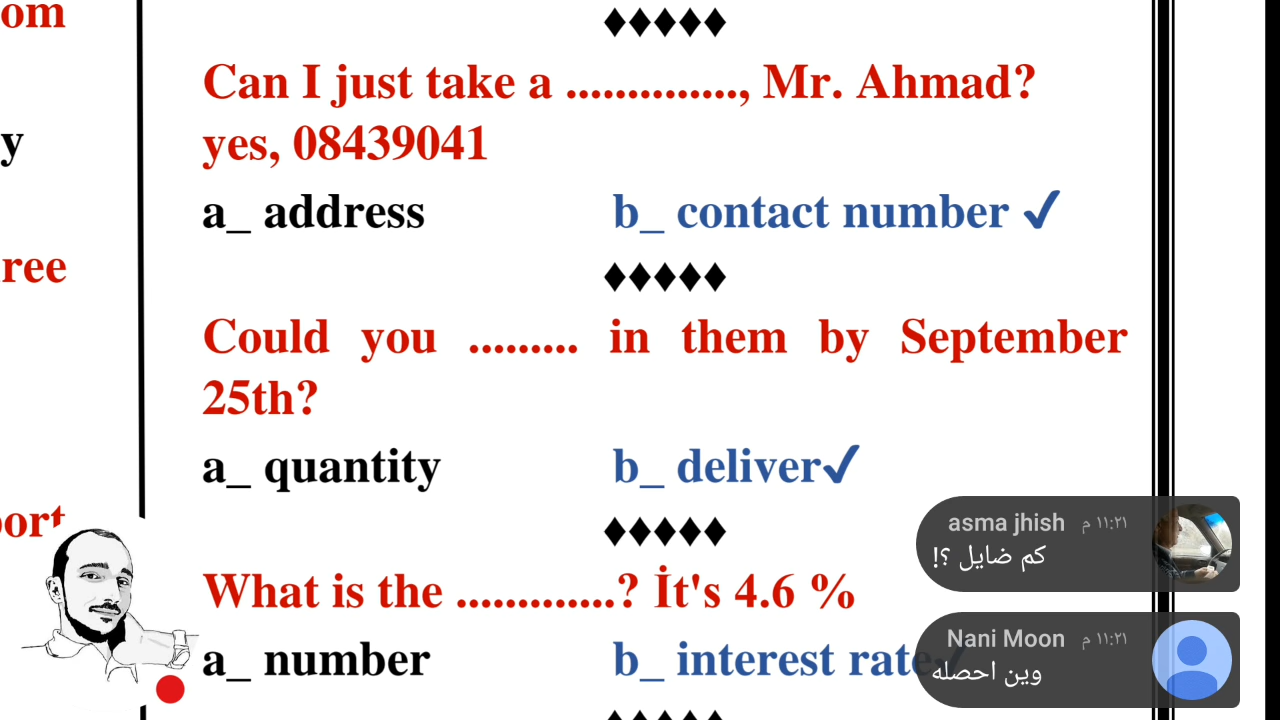 om
y
ree
port
♦♦♦♦♦
Can I just take a .............., Mr. Ahmad?
yes, 08439041
a_ address b_ contact number ✓
♦♦♦♦♦
Could you ......... in them by September
25th?
a_ quantity b_ deliver✓
♦♦♦♦♦
What is the .............? İt's 4.6 %
a_ number b_ interest rate✓
♦♦♦♦♦
asma jhish ١١:٢١ م
كم ضايل ؟!
Nani Moon ١١:٢١ م
وين احصله